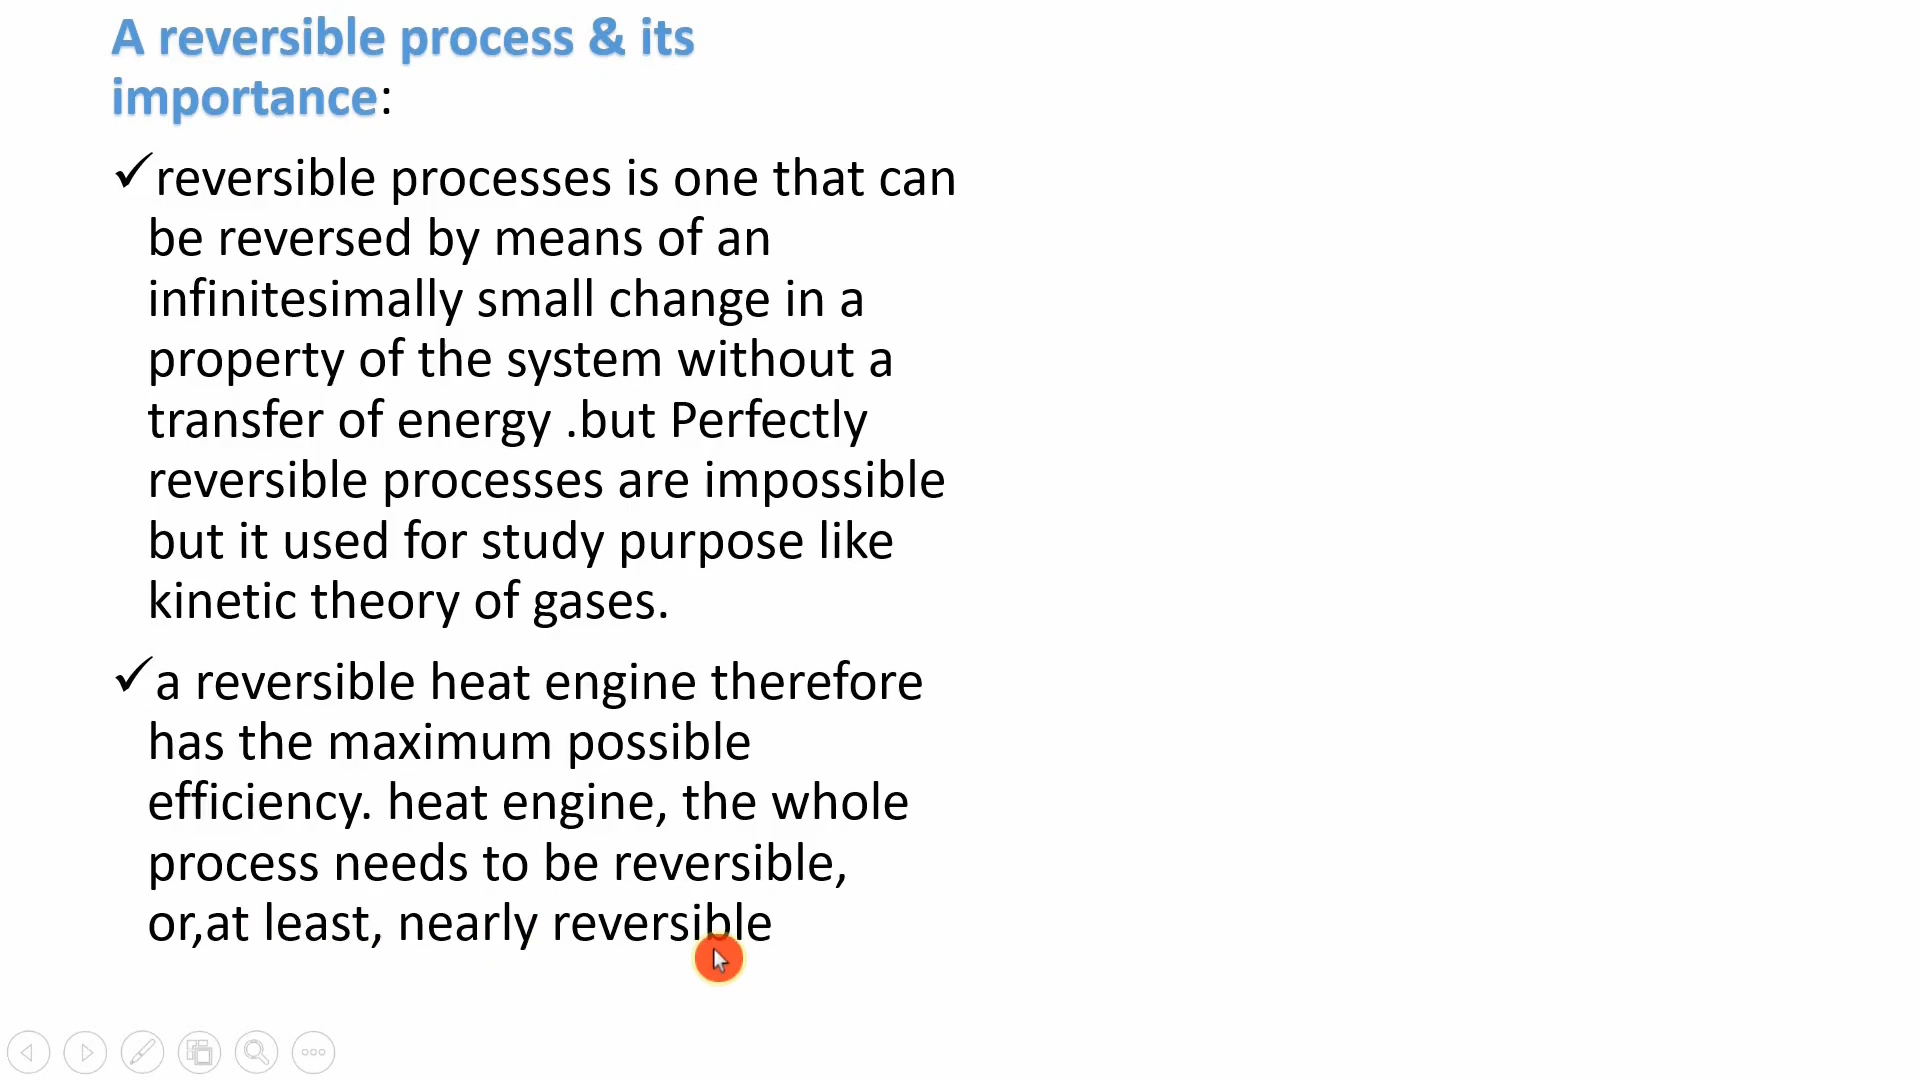 A reversible process & its
importance:
✓reversible processes is one that can
be reversed by means of an
infinitesimally small change in a
property of the system without a
transfer of energy .but Perfectly
reversible processes are impossible
but it used for study purpose like
kinetic theory of gases.
✓a reversible heat engine therefore
has the maximum possible
efficiency. heat engine, the whole
process needs to be reversible,
or,at least, nearly reversible